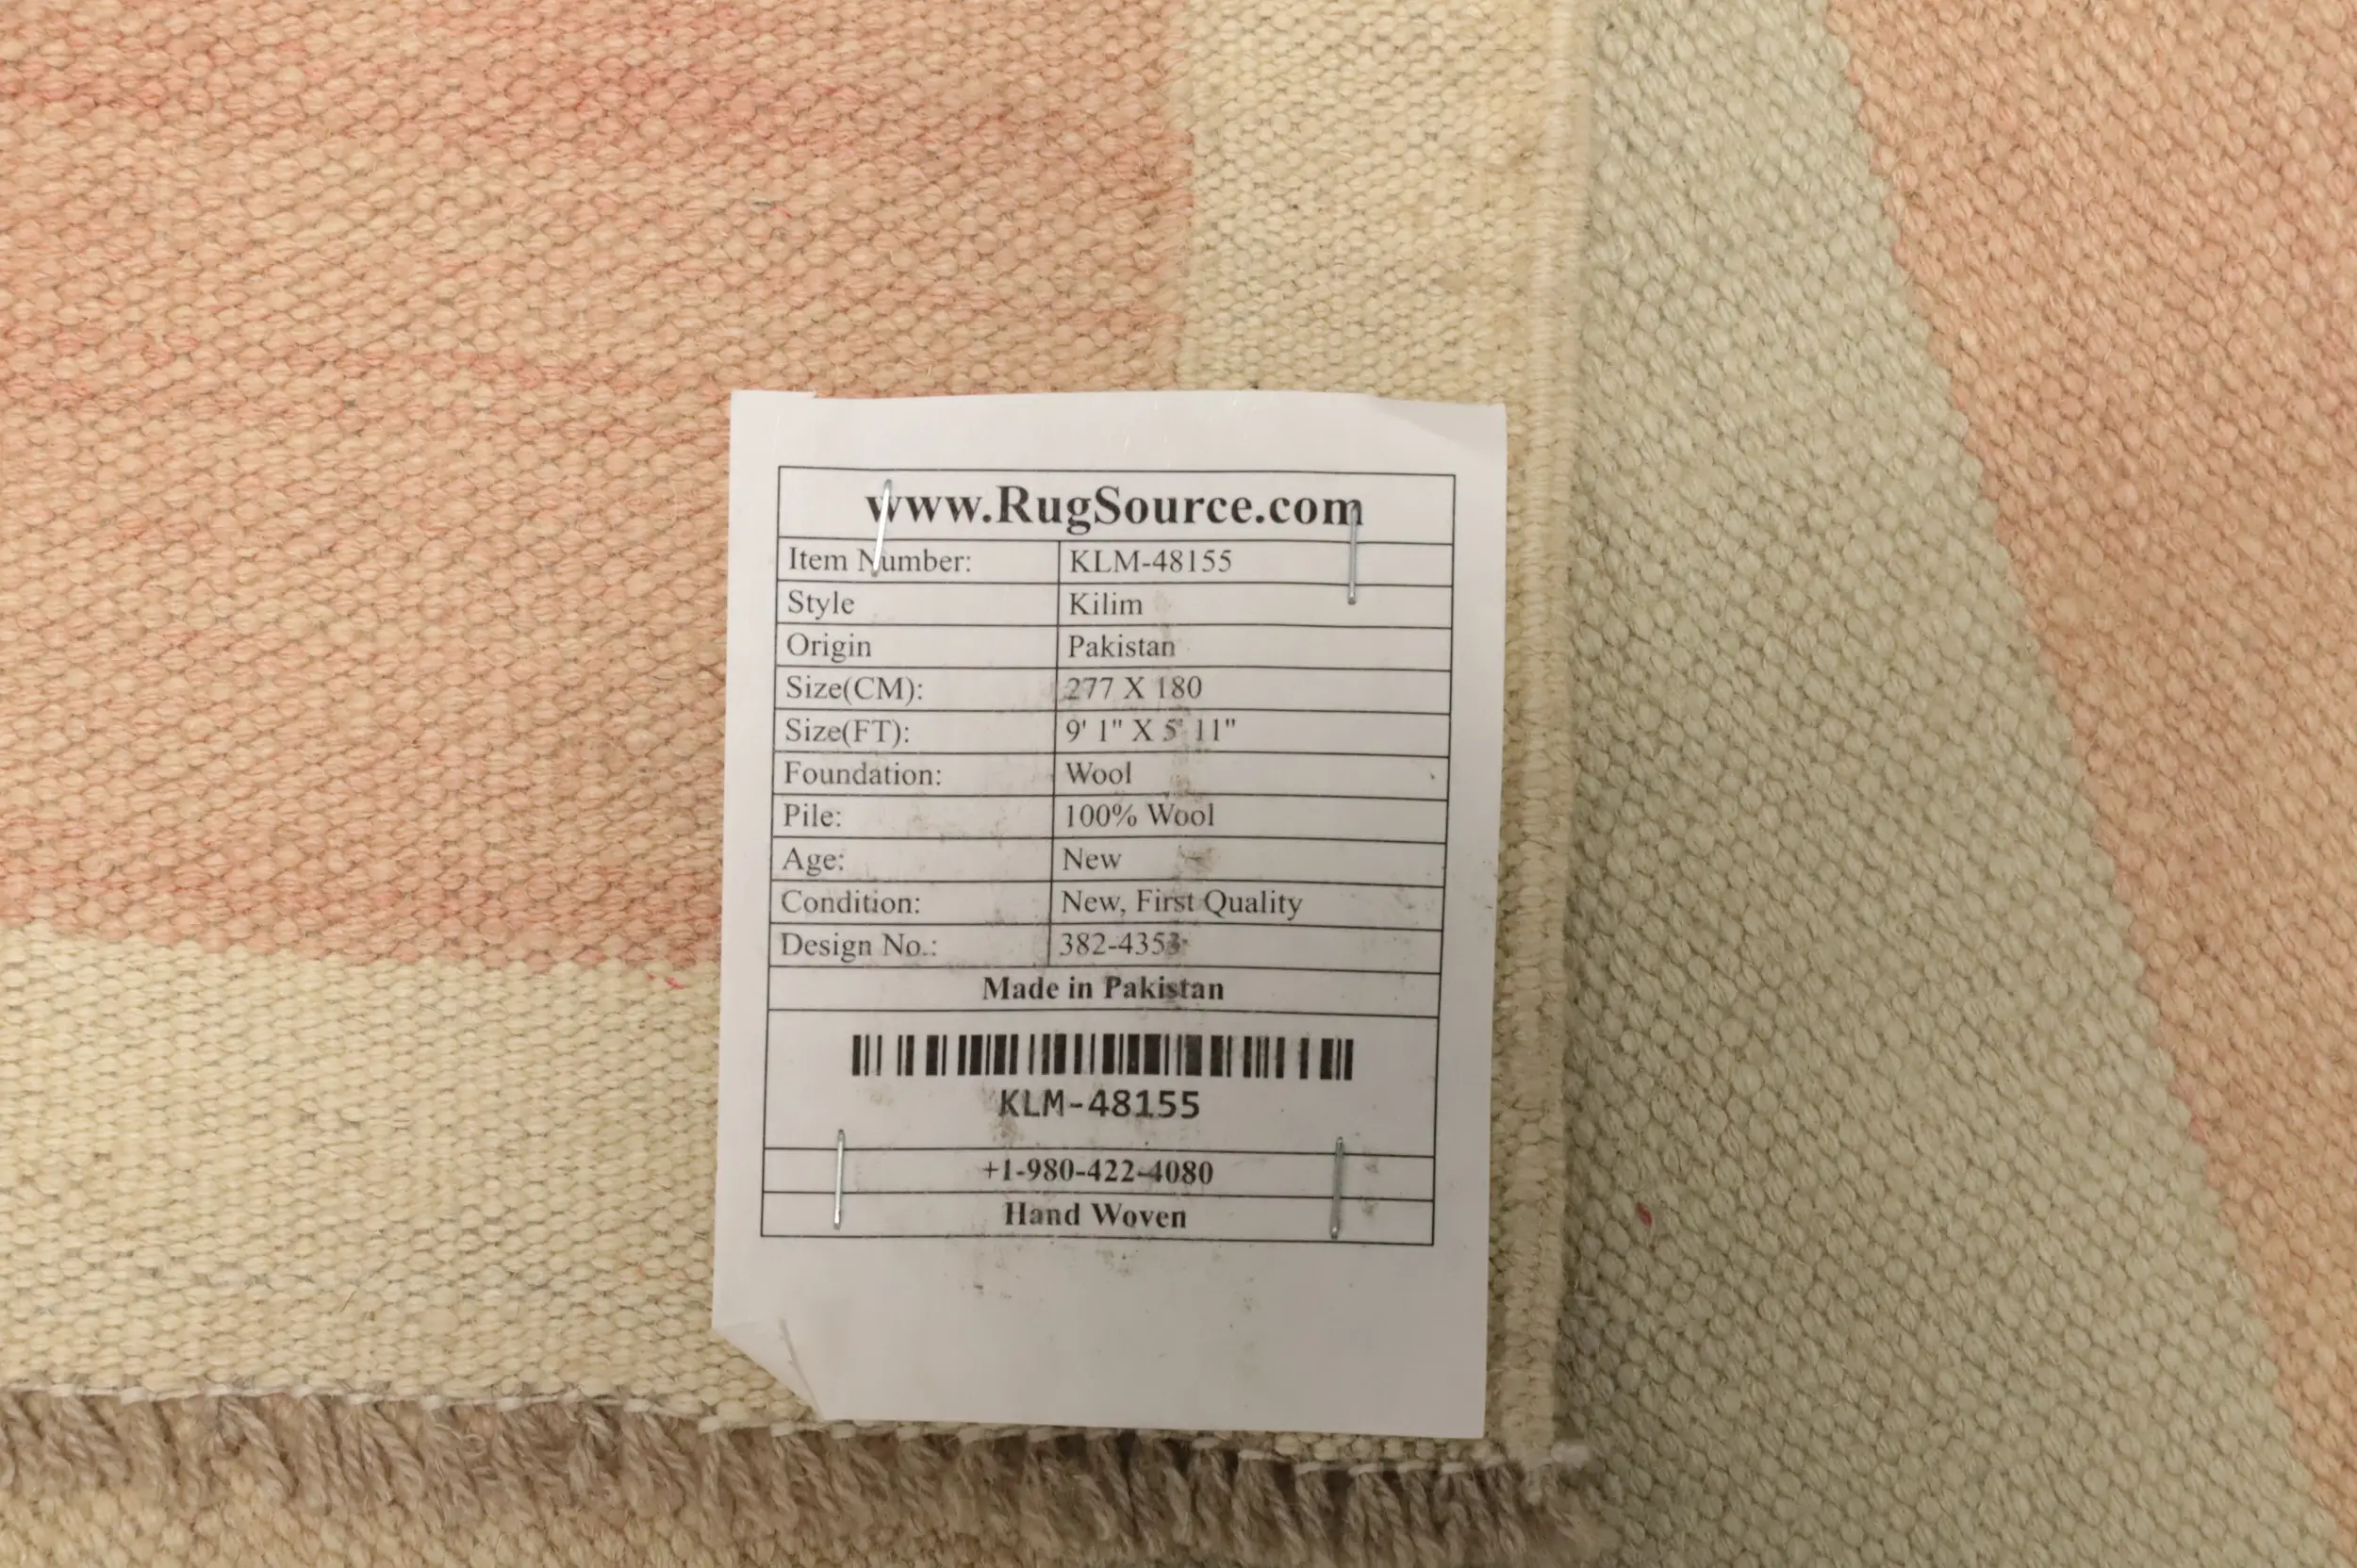 www.RugSource.com
Item Number: KLM-48155
Style Kilim
Origin Pakistan
Size(CM): 277 X 180
Size(FT): 9' 1" X 5' 11"
Foundation: Wool
Pile: 100% Wool
Age: New
Condition: New, First Quality
Design No.: 382-4353
Made in Pakistan
KLM-48155
+1-980-422-4080
Hand Woven